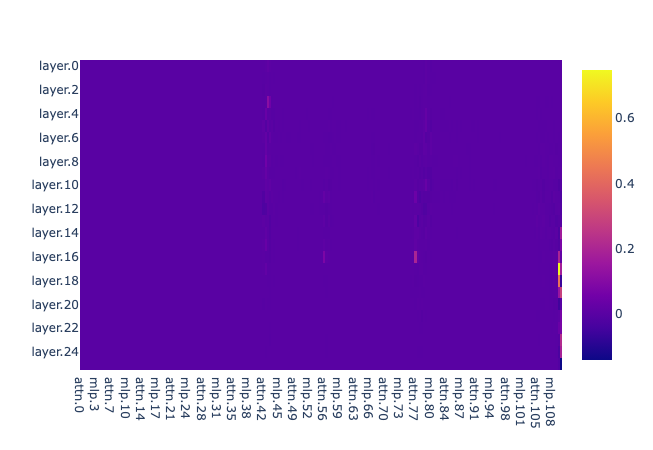 layer.0
layer.2
layer.4
layer.6
layer.8
layer.10
layer.12
layer.14
layer.16
layer.18
layer.20
layer.22
layer.24
attn.0
mlp.3
attn.7
mlp.10
attn.14
mlp.17
attn.21
mlp.24
attn.28
mlp.31
attn.35
mlp.38
attn.42
mlp.45
attn.49
mlp.52
attn.56
mlp.59
attn.63
mlp.66
attn.70
mlp.73
attn.77
mlp.80
attn.84
mlp.87
attn.91
mlp.94
attn.98
mlp.101
attn.105
mlp.108
0.6
0.4
0.2
0